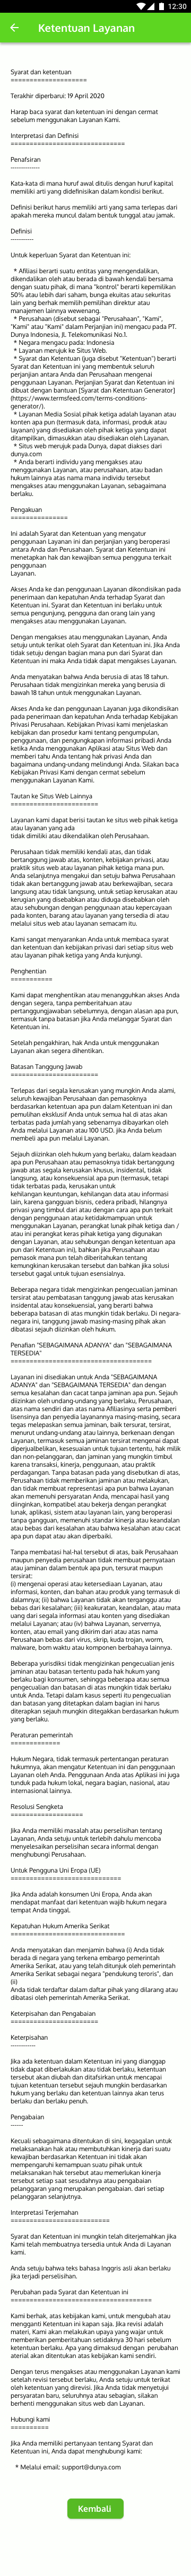 12:30
Ketentuan Layanan
Syarat dan ketentuan
====================
Terakhir diperbarui: 19 April 2020
Harap baca syarat dan ketentuan ini dengan cermat
sebelum menggunakan Layanan Kami.
Interpretasi dan Definisi
==============================
Penafsiran
--------------
Kata-kata di mana huruf awal ditulis dengan huruf kapital
memiliki arti yang didefinisikan dalam kondisi berikut.
Definisi berikut harus memiliki arti yang sama terlepas dari
apakah mereka muncul dalam bentuk tunggal atau jamak.
Definisi
-----------
Untuk keperluan Syarat dan Ketentuan ini:
* Afiliasi berarti suatu entitas yang mengendalikan,
dikendalikan oleh atau berada di bawah kendali bersama
dengan suatu pihak, di mana "kontrol" berarti kepemilikan
50% atau lebih dari saham, bunga ekuitas atau sekuritas
lain yang berhak memilih pemilihan direktur atau
manajemen lainnya wewenang.
* Perusahaan (disebut sebagai "Perusahaan", "Kami",
"Kami" atau "Kami" dalam Perjanjian ini) mengacu pada PT.
Dunya Indonesia, Jl. Telekomunikasi No.1.
* Negara mengacu pada: Indonesia
* Layanan merujuk ke Situs Web.
* Syarat dan Ketentuan (juga disebut "Ketentuan") berarti
Syarat dan Ketentuan ini yang membentuk seluruh
perjanjian antara Anda dan Perusahaan mengenai
penggunaan Layanan. Perjanjian Syarat dan Ketentuan ini
dibuat dengan bantuan [Syarat dan Ketentuan Generator]
(https://www.termsfeed.com/terms-conditions-
generator/).
* Layanan Media Sosial pihak ketiga adalah layanan atau
konten apa pun (termasuk data, informasi, produk atau
layanan) yang disediakan oleh pihak ketiga yang dapat
ditampilkan, dimasukkan atau disediakan oleh Layanan.
* Situs web merujuk pada Dunya, dapat diakses dari
dunya.com
* Anda berarti individu yang mengakses atau
menggunakan Layanan, atau perusahaan, atau badan
hukum lainnya atas nama mana individu tersebut
mengakses atau menggunakan Layanan, sebagaimana
berlaku.
Pengakuan
===============
Ini adalah Syarat dan Ketentuan yang mengatur
penggunaan Layanan ini dan perjanjian yang beroperasi
antara Anda dan Perusahaan. Syarat dan Ketentuan ini
menetapkan hak dan kewajiban semua pengguna terkait
penggunaan
Layanan.
Akses Anda ke dan penggunaan Layanan dikondisikan pada
penerimaan dan kepatuhan Anda terhadap Syarat dan
Ketentuan ini. Syarat dan Ketentuan ini berlaku untuk
semua pengunjung, pengguna dan orang lain yang
mengakses atau menggunakan Layanan.
Dengan mengakses atau menggunakan Layanan, Anda
setuju untuk terikat oleh Syarat dan Ketentuan ini. Jika Anda
tidak setuju dengan bagian mana pun dari Syarat dan
Ketentuan ini maka Anda tidak dapat mengakses Layanan.
Anda menyatakan bahwa Anda berusia di atas 18 tahun.
Perusahaan tidak mengizinkan mereka yang berusia di
bawah 18 tahun untuk menggunakan Layanan.
Akses Anda ke dan penggunaan Layanan juga dikondisikan
pada penerimaan dan kepatuhan Anda terhadap Kebijakan
Privasi Perusahaan. Kebijakan Privasi kami menjelaskan
kebijakan dan prosedur kami tentang pengumpulan,
penggunaan, dan pengungkapan informasi pribadi Anda
ketika Anda menggunakan Aplikasi atau Situs Web dan
memberi tahu Anda tentang hak privasi Anda dan
bagaimana undang-undang melindungi Anda. Silakan baca
Kebijakan Privasi Kami dengan cermat sebelum
menggunakan Layanan Kami.
Tautan ke Situs Web Lainnya
=======================
Layanan kami dapat berisi tautan ke situs web pihak ketiga
atau layanan yang ada
tidak dimiliki atau dikendalikan oleh Perusahaan.
Perusahaan tidak memiliki kendali atas, dan tidak
bertanggung jawab atas, konten, kebijakan privasi, atau
praktik situs web atau layanan pihak ketiga mana pun.
Anda selanjutnya mengakui dan setuju bahwa Perusahaan
tidak akan bertanggung jawab atau berkewajiban, secara
langsung atau tidak langsung, untuk setiap kerusakan atau
kerugian yang disebabkan atau diduga disebabkan oleh
atau sehubungan dengan penggunaan atau kepercayaan
pada konten, barang atau layanan yang tersedia di atau
melalui situs web atau layanan semacam itu.
Kami sangat menyarankan Anda untuk membaca syarat
dan ketentuan dan kebijakan privasi dari setiap situs web
atau layanan pihak ketiga yang Anda kunjungi.
Penghentian
===========
Kami dapat menghentikan atau menangguhkan akses Anda
dengan segera, tanpa pemberitahuan atau
pertanggungjawaban sebelumnya, dengan alasan apa pun,
termasuk tanpa batasan jika Anda melanggar Syarat dan
Ketentuan ini.
Setelah pengakhiran, hak Anda untuk menggunakan
Layanan akan segera dihentikan.
Batasan Tanggung Jawab
=======================
Terlepas dari segala kerusakan yang mungkin Anda alami,
seluruh kewajiban Perusahaan dan pemasoknya
berdasarkan ketentuan apa pun dalam Ketentuan ini dan
pemulihan eksklusif Anda untuk semua hal di atas akan
terbatas pada jumlah yang sebenarnya dibayarkan oleh
Anda melalui Layanan atau 100 USD. jika Anda belum
membeli apa pun melalui Layanan.
Sejauh diizinkan oleh hukum yang berlaku, dalam keadaan
apa pun Perusahaan atau pemasoknya tidak bertanggung
jawab atas segala kerusakan khusus, insidental, tidak
langsung, atau konsekuensial apa pun (termasuk, tetapi
tidak terbatas pada, kerusakan untuk
kehilangan keuntungan, kehilangan data atau informasi
lain, karena gangguan bisnis, cedera pribadi, hilangnya
privasi yang timbul dari atau dengan cara apa pun terkait
dengan penggunaan atau ketidakmampuan untuk
menggunakan Layanan, perangkat lunak pihak ketiga dan /
atau ini perangkat keras pihak ketiga yang digunakan
dengan Layanan, atau sehubungan dengan ketentuan apa
pun dari Ketentuan ini), bahkan jika Perusahaan atau
pemasok mana pun telah diberitahukan tentang
kemungkinan kerusakan tersebut dan bahkan jika solusi
tersebut gagal untuk tujuan esensialnya.
Beberapa negara tidak mengizinkan pengecualian jaminan
tersirat atau pembatasan tanggung jawab atas kerusakan
insidental atau konsekuensial, yang berarti bahwa
beberapa batasan di atas mungkin tidak berlaku. Di negara-
negara ini, tanggung jawab masing-masing pihak akan
dibatasi sejauh diizinkan oleh hukum.
Penafian "SEBAGAIMANA ADANYA" dan "SEBAGAIMANA
TERSEDIA"
=====================================
Layanan ini disediakan untuk Anda "SEBAGAIMANA
ADANYA" dan "SEBAGAIMANA TERSEDIA" dan dengan
semua kesalahan dan cacat tanpa jaminan apa pun. Sejauh
diizinkan oleh undang-undang yang berlaku, Perusahaan,
atas nama sendiri dan atas nama Afiliasinya serta pemberi
lisensinya dan penyedia layanannya masing-masing, secara
tegas melepaskan semua jaminan, baik tersurat, tersirat,
menurut undang-undang atau lainnya, berkenaan dengan
Layanan, termasuk semua jaminan tersirat mengenai dapat
diperjualbelikan, kesesuaian untuk tujuan tertentu, hak milik
dan non-pelanggaran, dan jaminan yang mungkin timbul
karena transaksi, kinerja, penggunaan, atau praktik
perdagangan. Tanpa batasan pada yang disebutkan di atas,
Perusahaan tidak memberikan jaminan atau melakukan,
dan tidak membuat representasi apa pun bahwa Layanan
akan memenuhi persyaratan Anda, mencapai hasil yang
diinginkan, kompatibel atau bekerja dengan perangkat
lunak, aplikasi, sistem atau layanan lain, yang beroperasi
tanpa gangguan, memenuhi standar kinerja atau keandalan
atau bebas dari kesalahan atau bahwa kesalahan atau cacat
apa pun dapat atau akan diperbaiki.
Tanpa membatasi hal-hal tersebut di atas, baik Perusahaan
maupun penyedia perusahaan tidak membuat pernyataan
atau jaminan dalam bentuk apa pun, tersurat maupun
tersirat:
(i) mengenai operasi atau ketersediaan Layanan, atau
informasi, konten, dan bahan atau produk yang termasuk di
dalamnya; (ii) bahwa Layanan tidak akan terganggu atau
bebas dari kesalahan; (iii) keakuratan, keandalan, atau mata
uang dari segala informasi atau konten yang disediakan
melalui Layanan; atau (iv) bahwa Layanan, servernya,
konten, atau email yang dikirim dari atau atas nama
Perusahaan bebas dari virus, skrip, kuda trojan, worm,
malware, bom waktu atau komponen berbahaya lainnya.
Beberapa yurisdiksi tidak mengizinkan pengecualian jenis
jaminan atau batasan tertentu pada hak hukum yang
berlaku bagi konsumen, sehingga beberapa atau semua
pengecualian dan batasan di atas mungkin tidak berlaku
untuk Anda. Tetapi dalam kasus seperti itu pengecualian
dan batasan yang ditetapkan dalam bagian ini harus
diterapkan sejauh mungkin ditegakkan berdasarkan hukum
yang berlaku.
Peraturan pemerintah
=============
Hukum Negara, tidak termasuk pertentangan peraturan
hukumnya, akan mengatur Ketentuan ini dan penggunaan
Layanan oleh Anda. Penggunaan Anda atas Aplikasi ini juga
tunduk pada hukum lokal, negara bagian, nasional, atau
internasional lainnya.
Resolusi Sengketa
===================
Jika Anda memiliki masalah atau perselisihan tentang
Layanan, Anda setuju untuk terlebih dahulu mencoba
menyelesaikan perselisihan secara informal dengan
menghubungi Perusahaan.
Untuk Pengguna Uni Eropa (UE)
=============================
Jika Anda adalah konsumen Uni Eropa, Anda akan
mendapat manfaat dari ketentuan wajib hukum negara
tempat Anda tinggal.
Kepatuhan Hukum Amerika Serikat
==============================
Anda menyatakan dan menjamin bahwa (i) Anda tidak
berada di negara yang terkena embargo pemerintah
Amerika Serikat, atau yang telah ditunjuk oleh pemerintah
Amerika Serikat sebagai negara "pendukung teroris", dan
(ii)
Anda tidak terdaftar dalam daftar pihak yang dilarang atau
dibatasi oleh pemerintah Amerika Serikat.
Keterpisahan dan Pengabaian
=======================
Keterpisahan
------------
Jika ada ketentuan dalam Ketentuan ini yang dianggap
tidak dapat diberlakukan atau tidak berlaku, ketentuan
tersebut akan diubah dan ditafsirkan untuk mencapai
tujuan ketentuan tersebut sejauh mungkin berdasarkan
hukum yang berlaku dan ketentuan lainnya akan terus
berlaku dan berlaku penuh.
Pengabaian
------
Kecuali sebagaimana ditentukan di sini, kegagalan untuk
melaksanakan hak atau membutuhkan kinerja dari suatu
kewajiban berdasarkan Ketentuan ini tidak akan
mempengaruhi kemampuan suatu pihak untuk
melaksanakan hak tersebut atau memerlukan kinerja
tersebut setiap saat sesudahnya atau pengabaian
pelanggaran yang merupakan pengabaian. dari setiap
pelanggaran selanjutnya.
Interpretasi Terjemahan
==========================
Syarat dan Ketentuan ini mungkin telah diterjemahkan jika
Kami telah membuatnya tersedia untuk Anda di Layanan
kami.
Anda setuju bahwa teks bahasa Inggris asli akan berlaku
jika terjadi perselisihan.
Perubahan pada Syarat dan Ketentuan ini
=====================================
Kami berhak, atas kebijakan kami, untuk mengubah atau
mengganti Ketentuan ini kapan saja. Jika revisi adalah
materi, Kami akan melakukan upaya yang wajar untuk
memberikan pemberitahuan setidaknya 30 hari sebelum
ketentuan berlaku. Apa yang dimaksud dengan  perubahan
aterial akan ditentukan atas kebijakan kami sendiri.
Dengan terus mengakses atau menggunakan Layanan kami
setelah revisi tersebut berlaku, Anda setuju untuk terikat
oleh ketentuan yang direvisi. Jika Anda tidak menyetujui
persyaratan baru, seluruhnya atau sebagian, silakan
berhenti menggunakan situs web dan Layanan.
Hubungi kami
==========
Jika Anda memiliki pertanyaan tentang Syarat dan
Ketentuan ini, Anda dapat menghubungi kami:
* Melalui email: support@dunya.com
Kembali